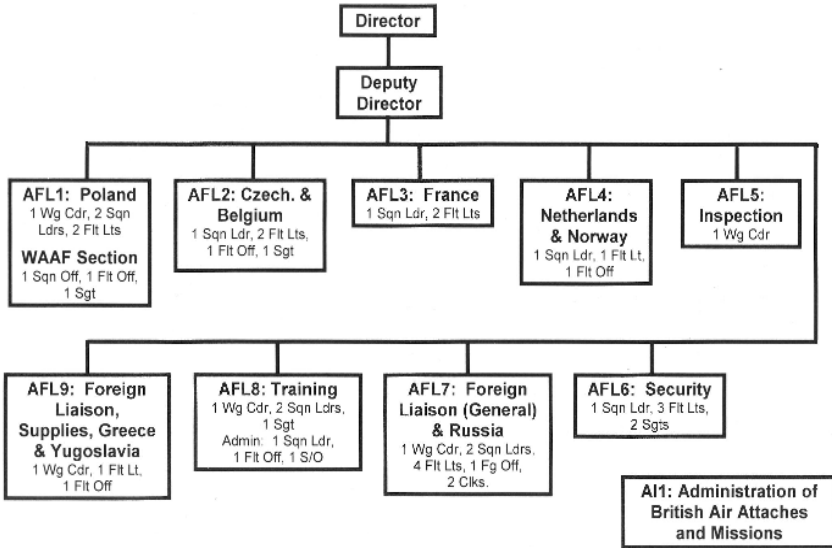 Director
Deputy
Director
AFL1: Poland
1 Wg Cdr, 2 Sqn
Ldrs, 2 Flt Lts
WAAF Section
1 Sqn Off, 1 Flt Off,
1 Sgt
AFL2: Czech. &
Belgium
1 Sqn Ldr, 2 Flt Lts,
1 Flt Off, 1 Sgt
AFL3: France
1 Sqn Ldr, 2 Flt Lts
AFL4:
Netherlands
& Norway
1 Sqn Ldr, 1 Flt Lt,
1 Flt Off
AFL5:
Inspection
1 Wg Cdr
AFL9: Foreign
Liaison,
Supplies, Greece
& Yugoslavia
1 Wg Cdr, 1 Flt Lt,
1 Flt Off
AFL8: Training
1 Wg Cdr, 2 Sqn Ldrs,
1 Sgt
Admin: 1 Sqn Ldr,
1 Flt Off, 1 S/O
AFL7: Foreign
Liaison (General)
& Russia
1 Wg Cdr, 2 Sqn Ldrs,
4 Flt Lts, 1 Fg Off,
2 Clks.
AFL6: Security
1 Sqn Ldr, 3 Flt Lts,
2 Sgts
AI1: Administration of
British Air Attaches
and Missions